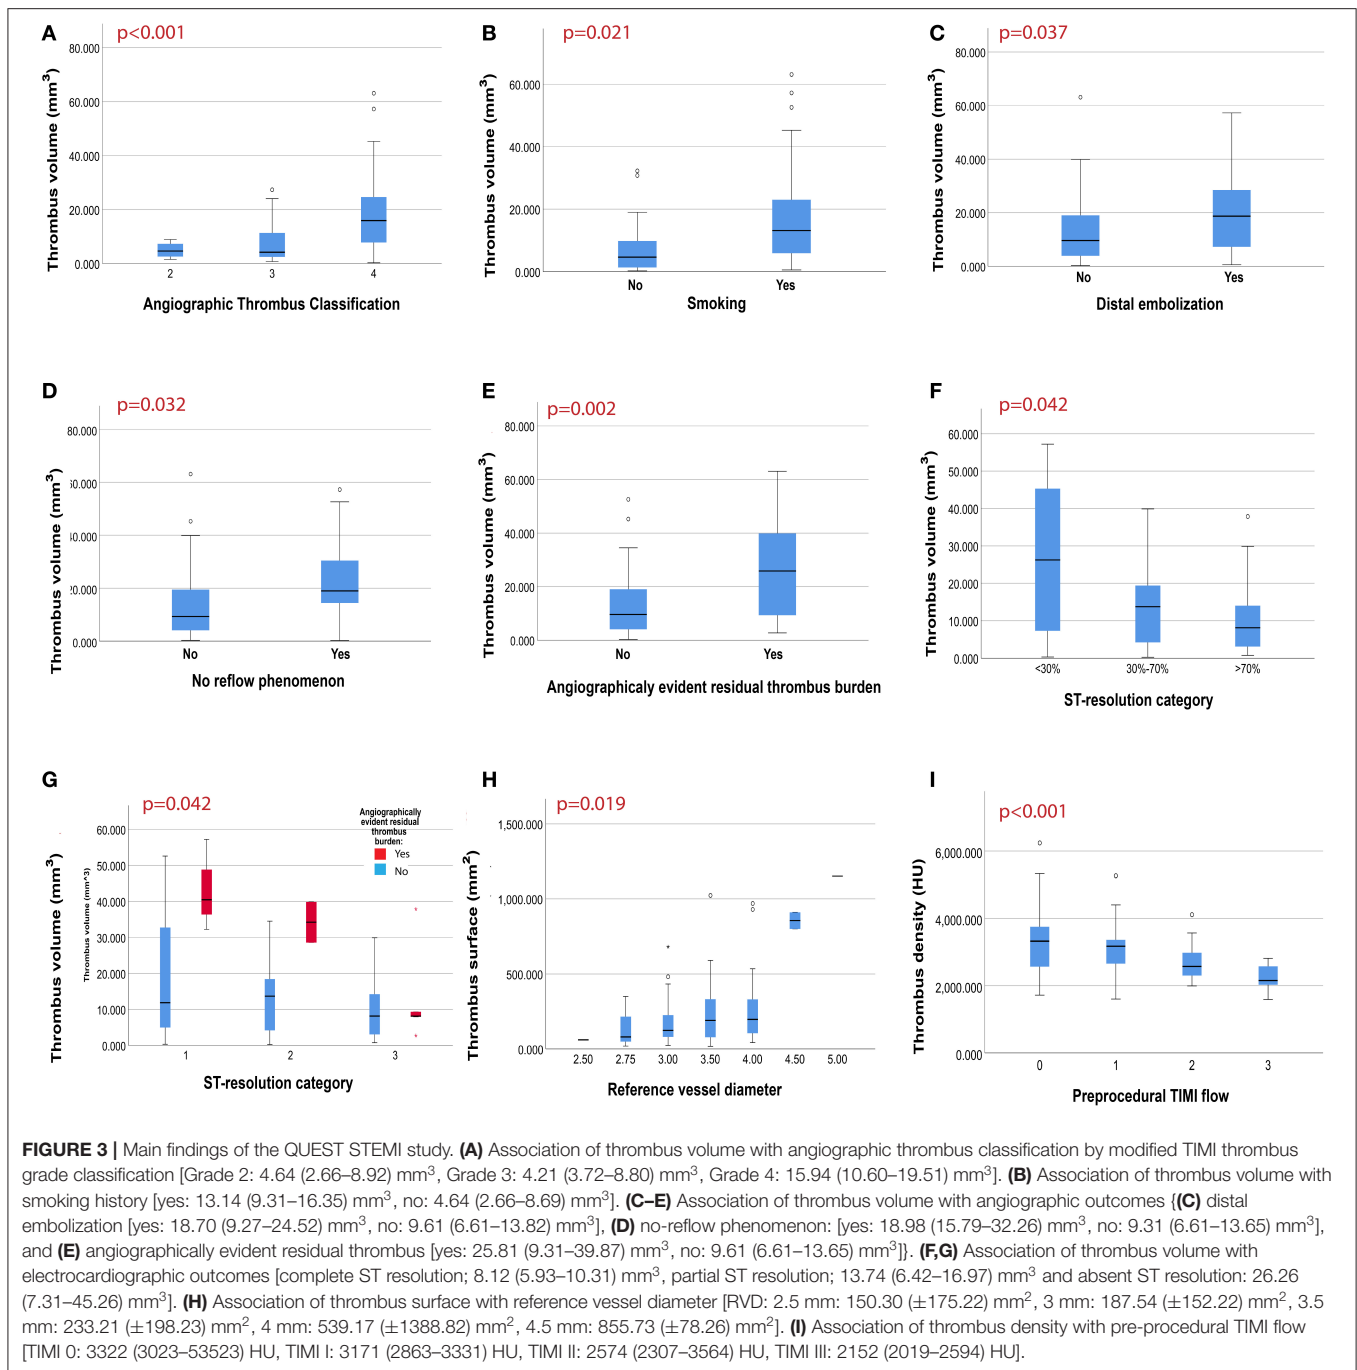 A
p<0.001
Thrombus volume (mm³)
80.000
60.000
40.000
20.000
0.000
2 3 4
Angiographic Thrombus Classification
B
p=0.021
Thrombus volume (mm³)
60.000
40.000
20.000
0.000
No Yes
Smoking
C
p=0.037
Thrombus volume (mm³)
80.000
60.000
40.000
20.000
0.000
No Yes
Distal embolization
D
p=0.032
Thrombus volume (mm³)
80.000
60.000
40.000
20.000
0.000
No Yes
No reflow phenomenon
E
p=0.002
Thrombus volume (mm³)
80.000
60.000
40.000
20.000
0.000
No Yes
Angiographicaly evident residual thrombus burden
F
p=0.042
Thrombus volume (mm³)
60.000
50.000
40.000
30.000
20.000
10.000
0.000
<30% 30%-70% >70%
ST-resolution category
G
p=0.042
Angiographically
evident residual
thrombus
burden:
Yes
No
Thrombus volume (mm³)
Thrombus volume (mm^3)
60.000
50.000
40.000
30.000
20.000
10.000
0.000
1 2 3
ST-resolution category
H
p=0.019
Thrombus surface (mm²)
1,500.000
1,000.000
500.000
0.000
2.50 2.75 3.00 3.50 4.00 4.50 5.00
Reference vessel diameter
I
p<0.001
Thrombus density (HU)
6,000.000
4,000.000
2,000.000
0.000
0 1 2 3
Preprocedural TIMI flow
FIGURE 3 | Main findings of the QUEST STEMI study. (A) Association of thrombus volume with angiographic thrombus classification by modified TIMI thrombus
grade classification [Grade 2: 4.64 (2.66–8.92) mm³, Grade 3: 4.21 (3.72–8.80) mm³, Grade 4: 15.94 (10.60–19.51) mm³]. (B) Association of thrombus volume with
smoking history [yes: 13.14 (9.31–16.35) mm³, no: 4.64 (2.66–8.69) mm³]. (C–E) Association of thrombus volume with angiographic outcomes {(C) distal
embolization [yes: 18.70 (9.27–24.52) mm³, no: 9.61 (6.61–13.82) mm³], (D) no-reflow phenomenon: [yes: 18.98 (15.79–32.26) mm³, no: 9.31 (6.61–13.65) mm³],
and (E) angiographically evident residual thrombus [yes: 25.81 (9.31–39.87) mm³, no: 9.61 (6.61–13.65) mm³]}. (F,G) Association of thrombus volume with
electrocardiographic outcomes [complete ST resolution; 8.12 (5.93–10.31) mm³, partial ST resolution; 13.74 (6.42–16.97) mm³ and absent ST resolution: 26.26
(7.31–45.26) mm³]. (H) Association of thrombus surface with reference vessel diameter [RVD: 2.5 mm: 150.30 (±175.22) mm², 3 mm: 187.54 (±152.22) mm², 3.5
mm: 233.21 (±198.23) mm², 4 mm: 539.17 (±1388.82) mm², 4.5 mm: 855.73 (±78.26) mm²]. (I) Association of thrombus density with pre-procedural TIMI flow
[TIMI 0: 3322 (3023–53523) HU, TIMI I: 3171 (2863–3331) HU, TIMI II: 2574 (2307–3564) HU, TIMI III: 2152 (2019–2594) HU].